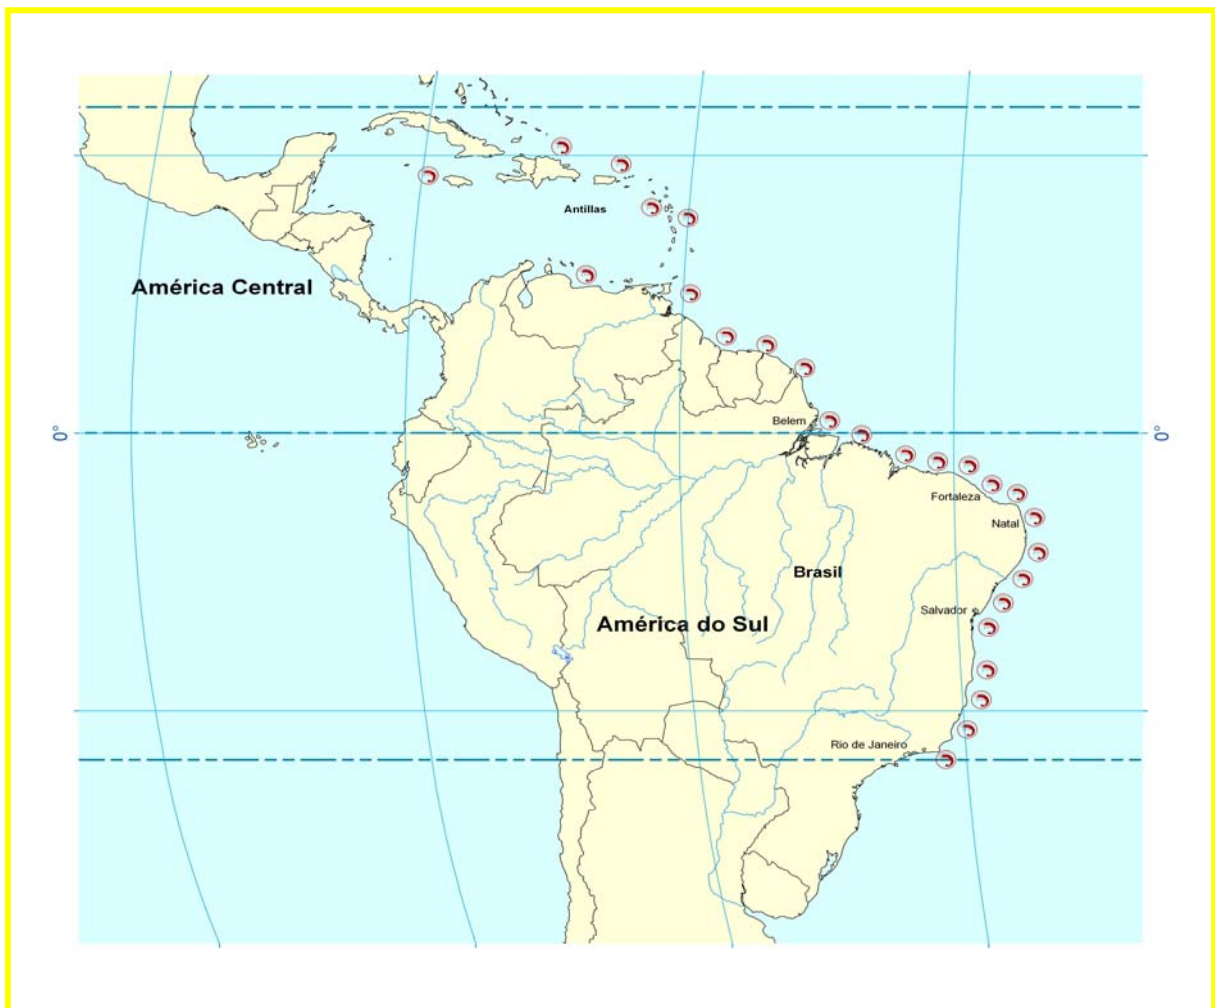 Antillas
América Central
Belem
0°
0°
Fortaleza
Natal
Brasil
Salvador
América do Sul
Rio de Janeiro